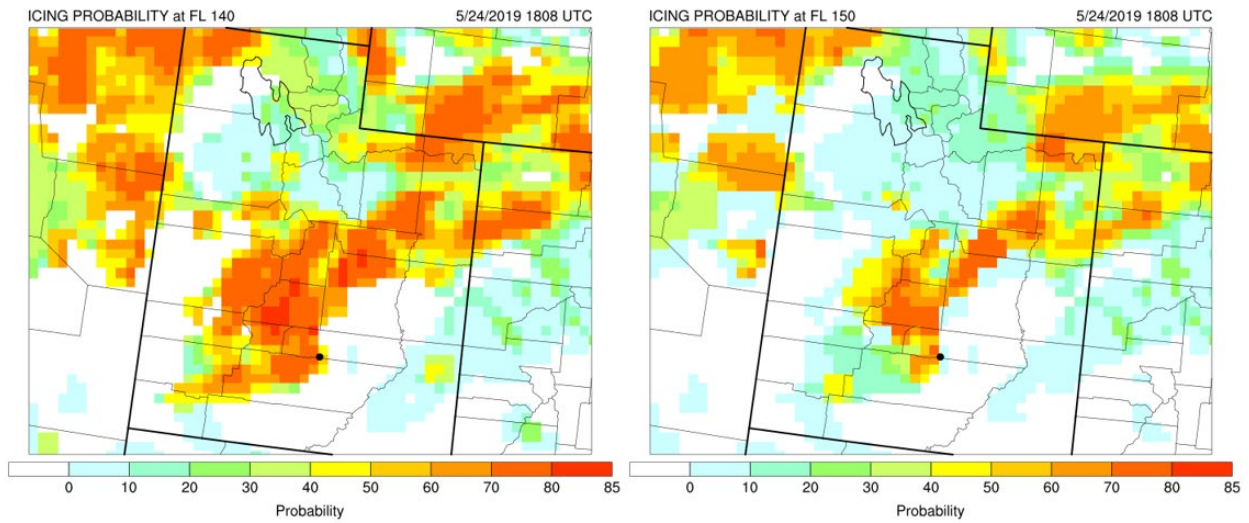 ICING PROBABILITY at FL 140 5/24/2019 1808 UTC
0 10 20 30 40 50 60 70 80 85
Probability
ICING PROBABILITY at FL 150 5/24/2019 1808 UTC
0 10 20 30 40 50 60 70 80 85
Probability